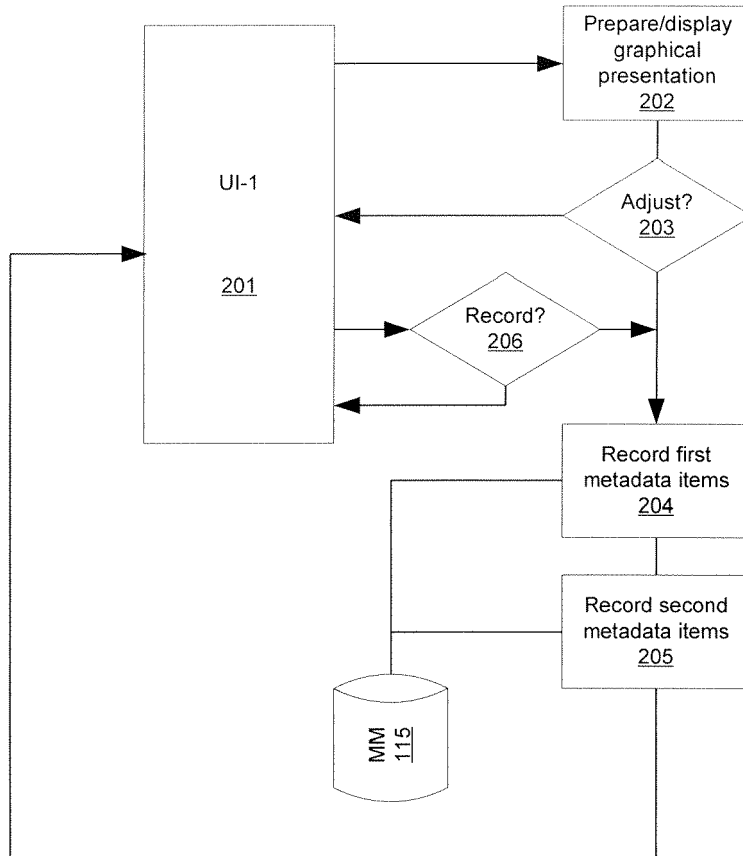 Prepare/display
graphical
presentation
202
UI-1
201
Adjust?
203
Record?
206
Record first
metadata items
204
Record second
metadata items
205
MM
115